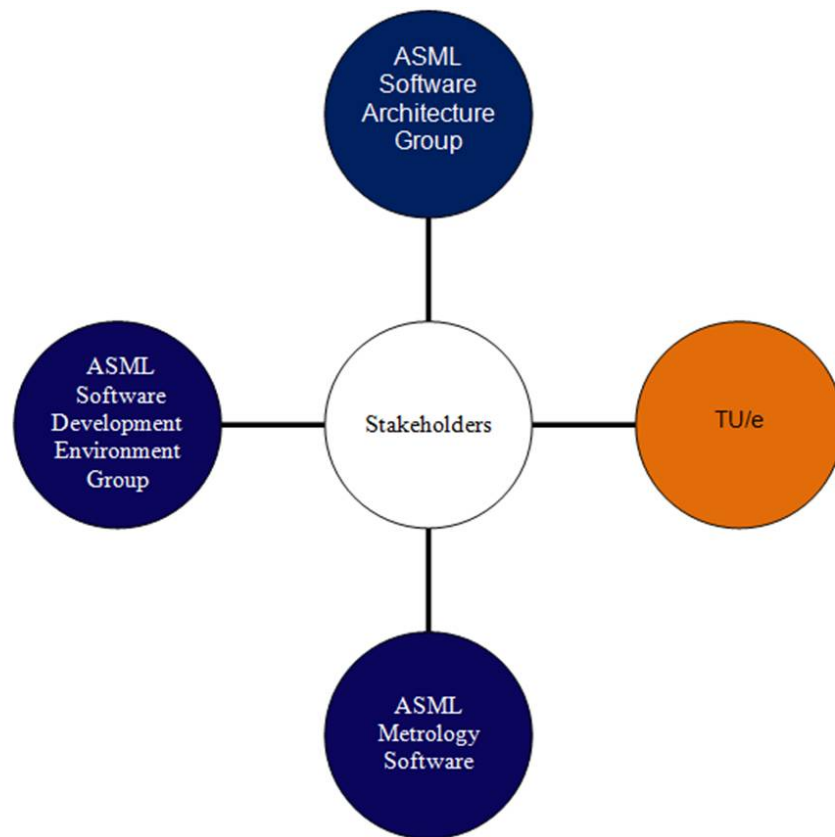 ASML
Software
Architecture
Group
ASML
Software
Development
Environment
Group
Stakeholders
TU/e
ASML
Metrology
Software